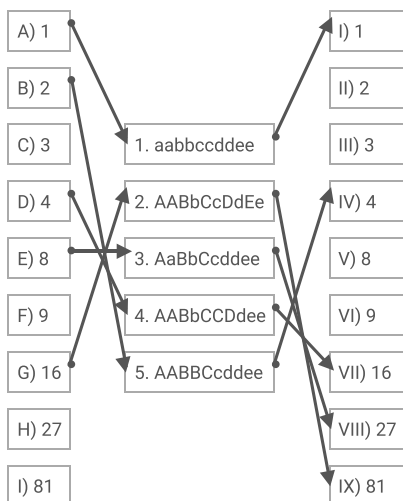 A) 1
B) 2
C) 3
D) 4
E) 8
F) 9
G) 16
H) 27
I) 81
1. aabbccddee
2. AABbCcDdEe
3. AaBbCcddee
4. AABbCCDdee
5. AABBCcddee
I) 1
II) 2
III) 3
IV) 4
V) 8
VI) 9
VII) 16
VIII) 27
IX) 81